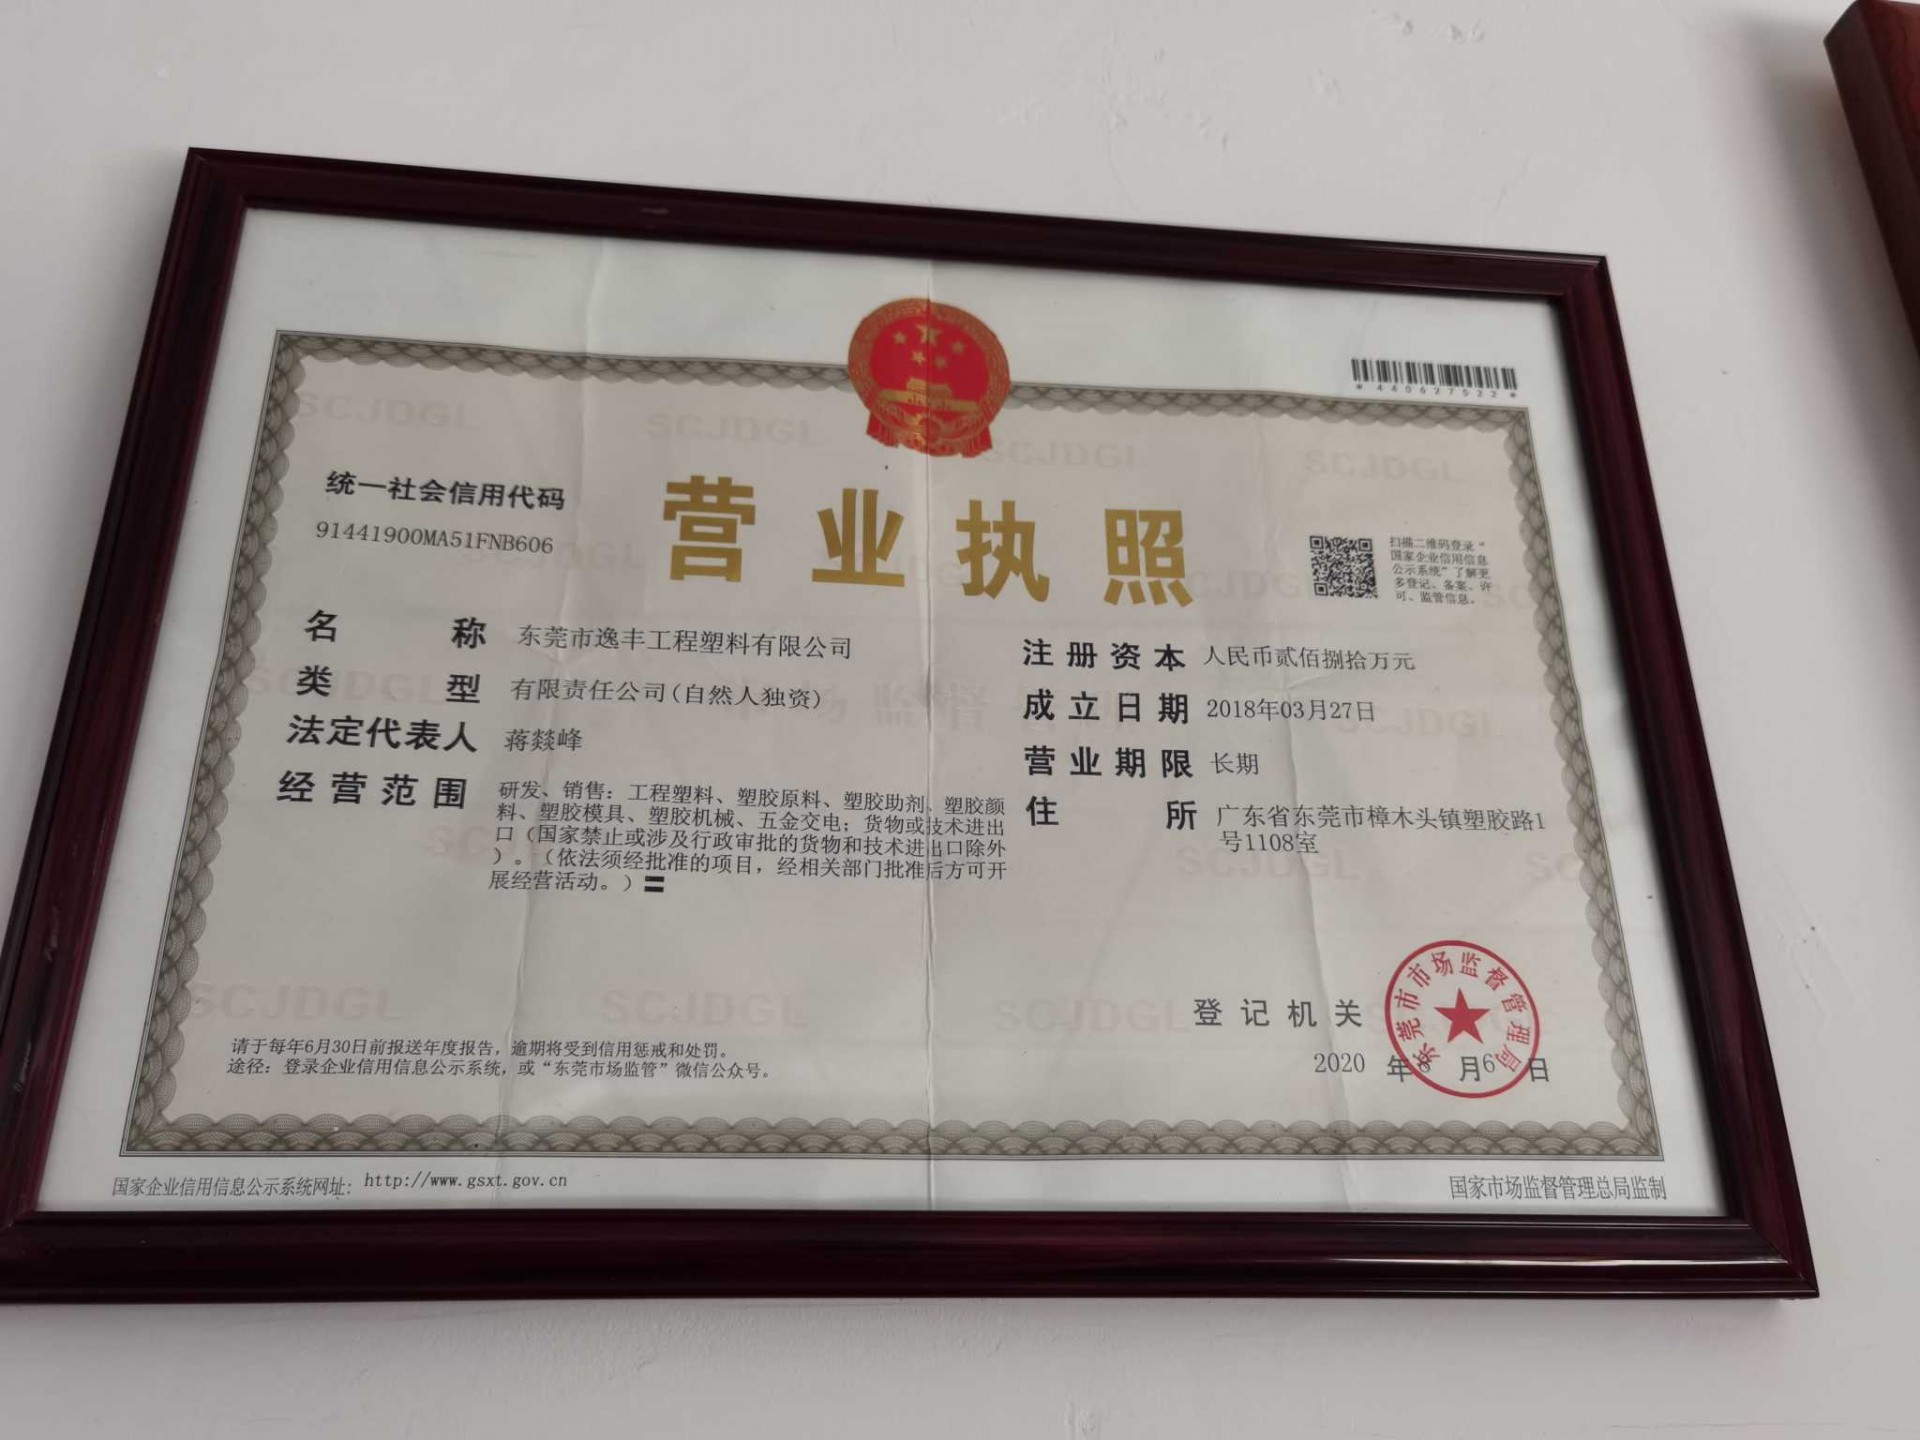 *440627522*
统一社会信用代码
91441900MA51FNB606
营业执照
扫描二维码登录“
国家企业信用信息
公示系统”了解更
多登记、备案、许
可、监管信息。
名称 东莞市逸丰工程塑料有限公司
类型 有限责任公司(自然人独资)
法定代表人 蒋燚峰
经营范围 研发、销售：工程塑料、塑胶原料、塑胶助剂、塑胶颜
料、塑胶模具、塑胶机械、五金交电；货物或技术进出
口（国家禁止或涉及行政审批的货物和技术进出口除外
）。（依法须经批准的项目，经相关部门批准后方可开
展经营活动。）〓
注册资本 人民币贰佰捌拾万元
成立日期 2018年03月27日
营业期限 长期
住所 广东省东莞市樟木头镇塑胶路1
号1108室
登记机关
东莞市市场监督管理局
2020 年 月6 日
请于每年6月30日前报送年度报告，逾期将受到信用惩戒和处罚。
途径：登录企业信用信息公示系统，或“东莞市场监管”微信公众号。
国家企业信用信息公示系统网址：http://www.gsxt.gov.cn
国家市场监督管理总局监制